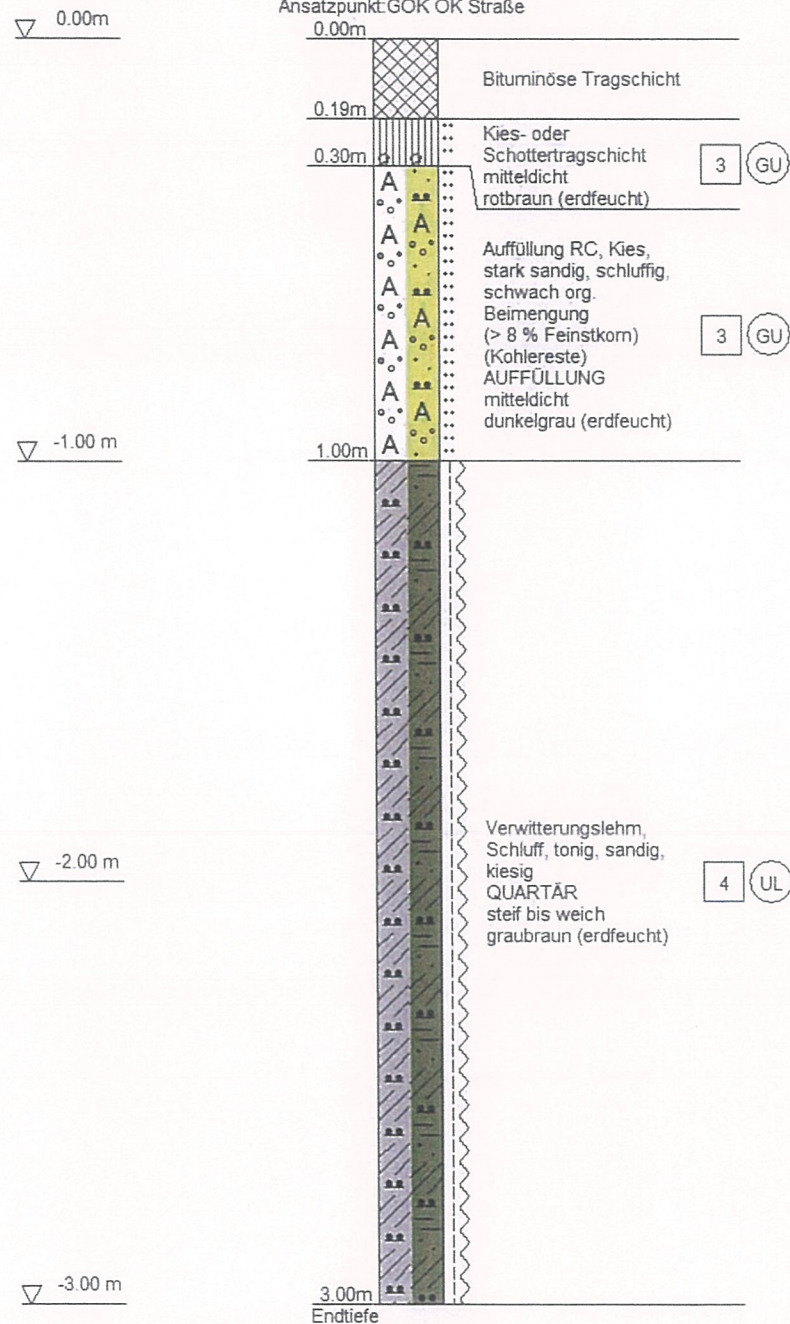 Ansatzpunkt:GOK OK Straße
0.00m
0.00m
Bituminöse Tragschicht
0.19m
Kies- oder
Schottertragschicht
mitteldicht
rotbraun (erdfeucht)
3 GU
0.30m
A
A
A
A
A
A
A
A
A
A
Auffüllung RC, Kies,
stark sandig, schluffig,
schwach org.
Beimengung
(> 8 % Feinstkorn)
(Kohlereste)
AUFFÜLLUNG
mitteldicht
dunkelgrau (erdfeucht)
3 GU
-1.00 m
1.00m
Verwitterungslehm,
Schluff, tonig, sandig,
kiesig
QUARTÄR
steif bis weich
graubraun (erdfeucht)
4 UL
-2.00 m
-3.00 m
3.00m
Endtiefe